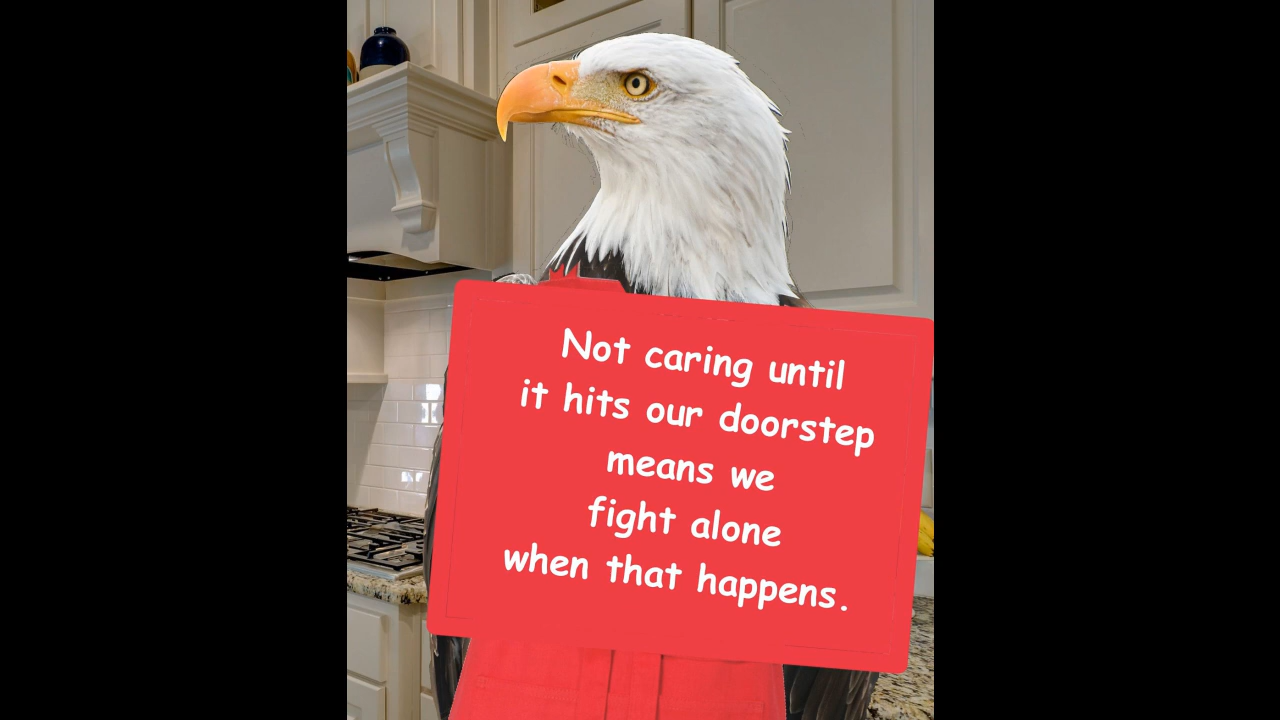 Not caring until
it hits our doorstep
means we
fight alone
when that happens.